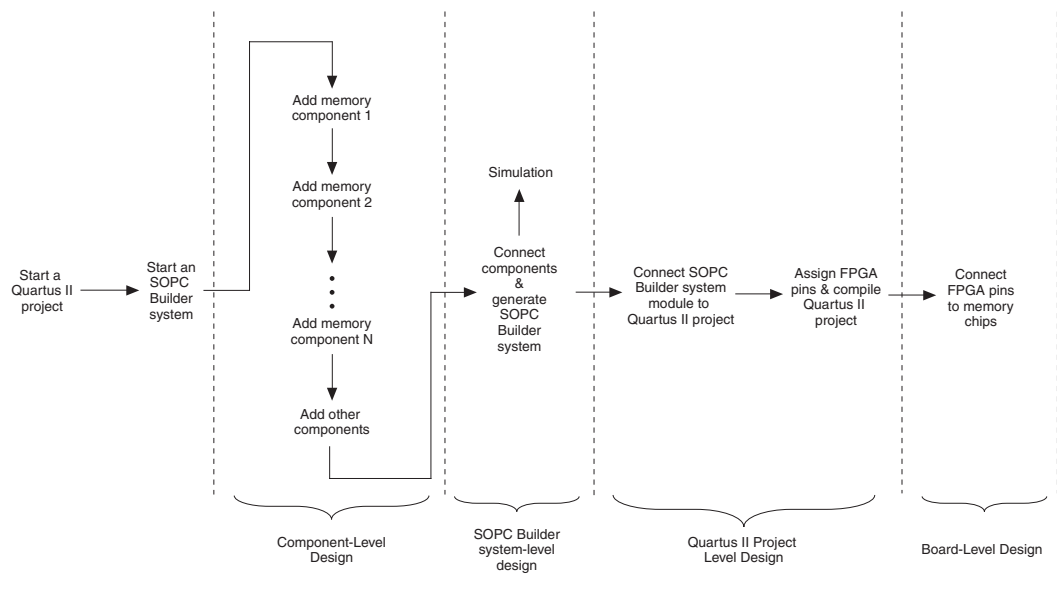 Start a
Quartus II
project
Start an
SOPC
Builder
system
Add memory
component 1
Add memory
component 2
Add memory
component N
Add other
components
Simulation
Connect
components
&
generate
SOPC
Builder
system
Connect SOPC
Builder system
module to
Quartus II project
Assign FPGA
pins & compile
Quartus II
project
Connect
FPGA pins
to memory
chips
Component-Level
Design
SOPC Builder
system-level
design
Quartus II Project
Level Design
Board-Level Design